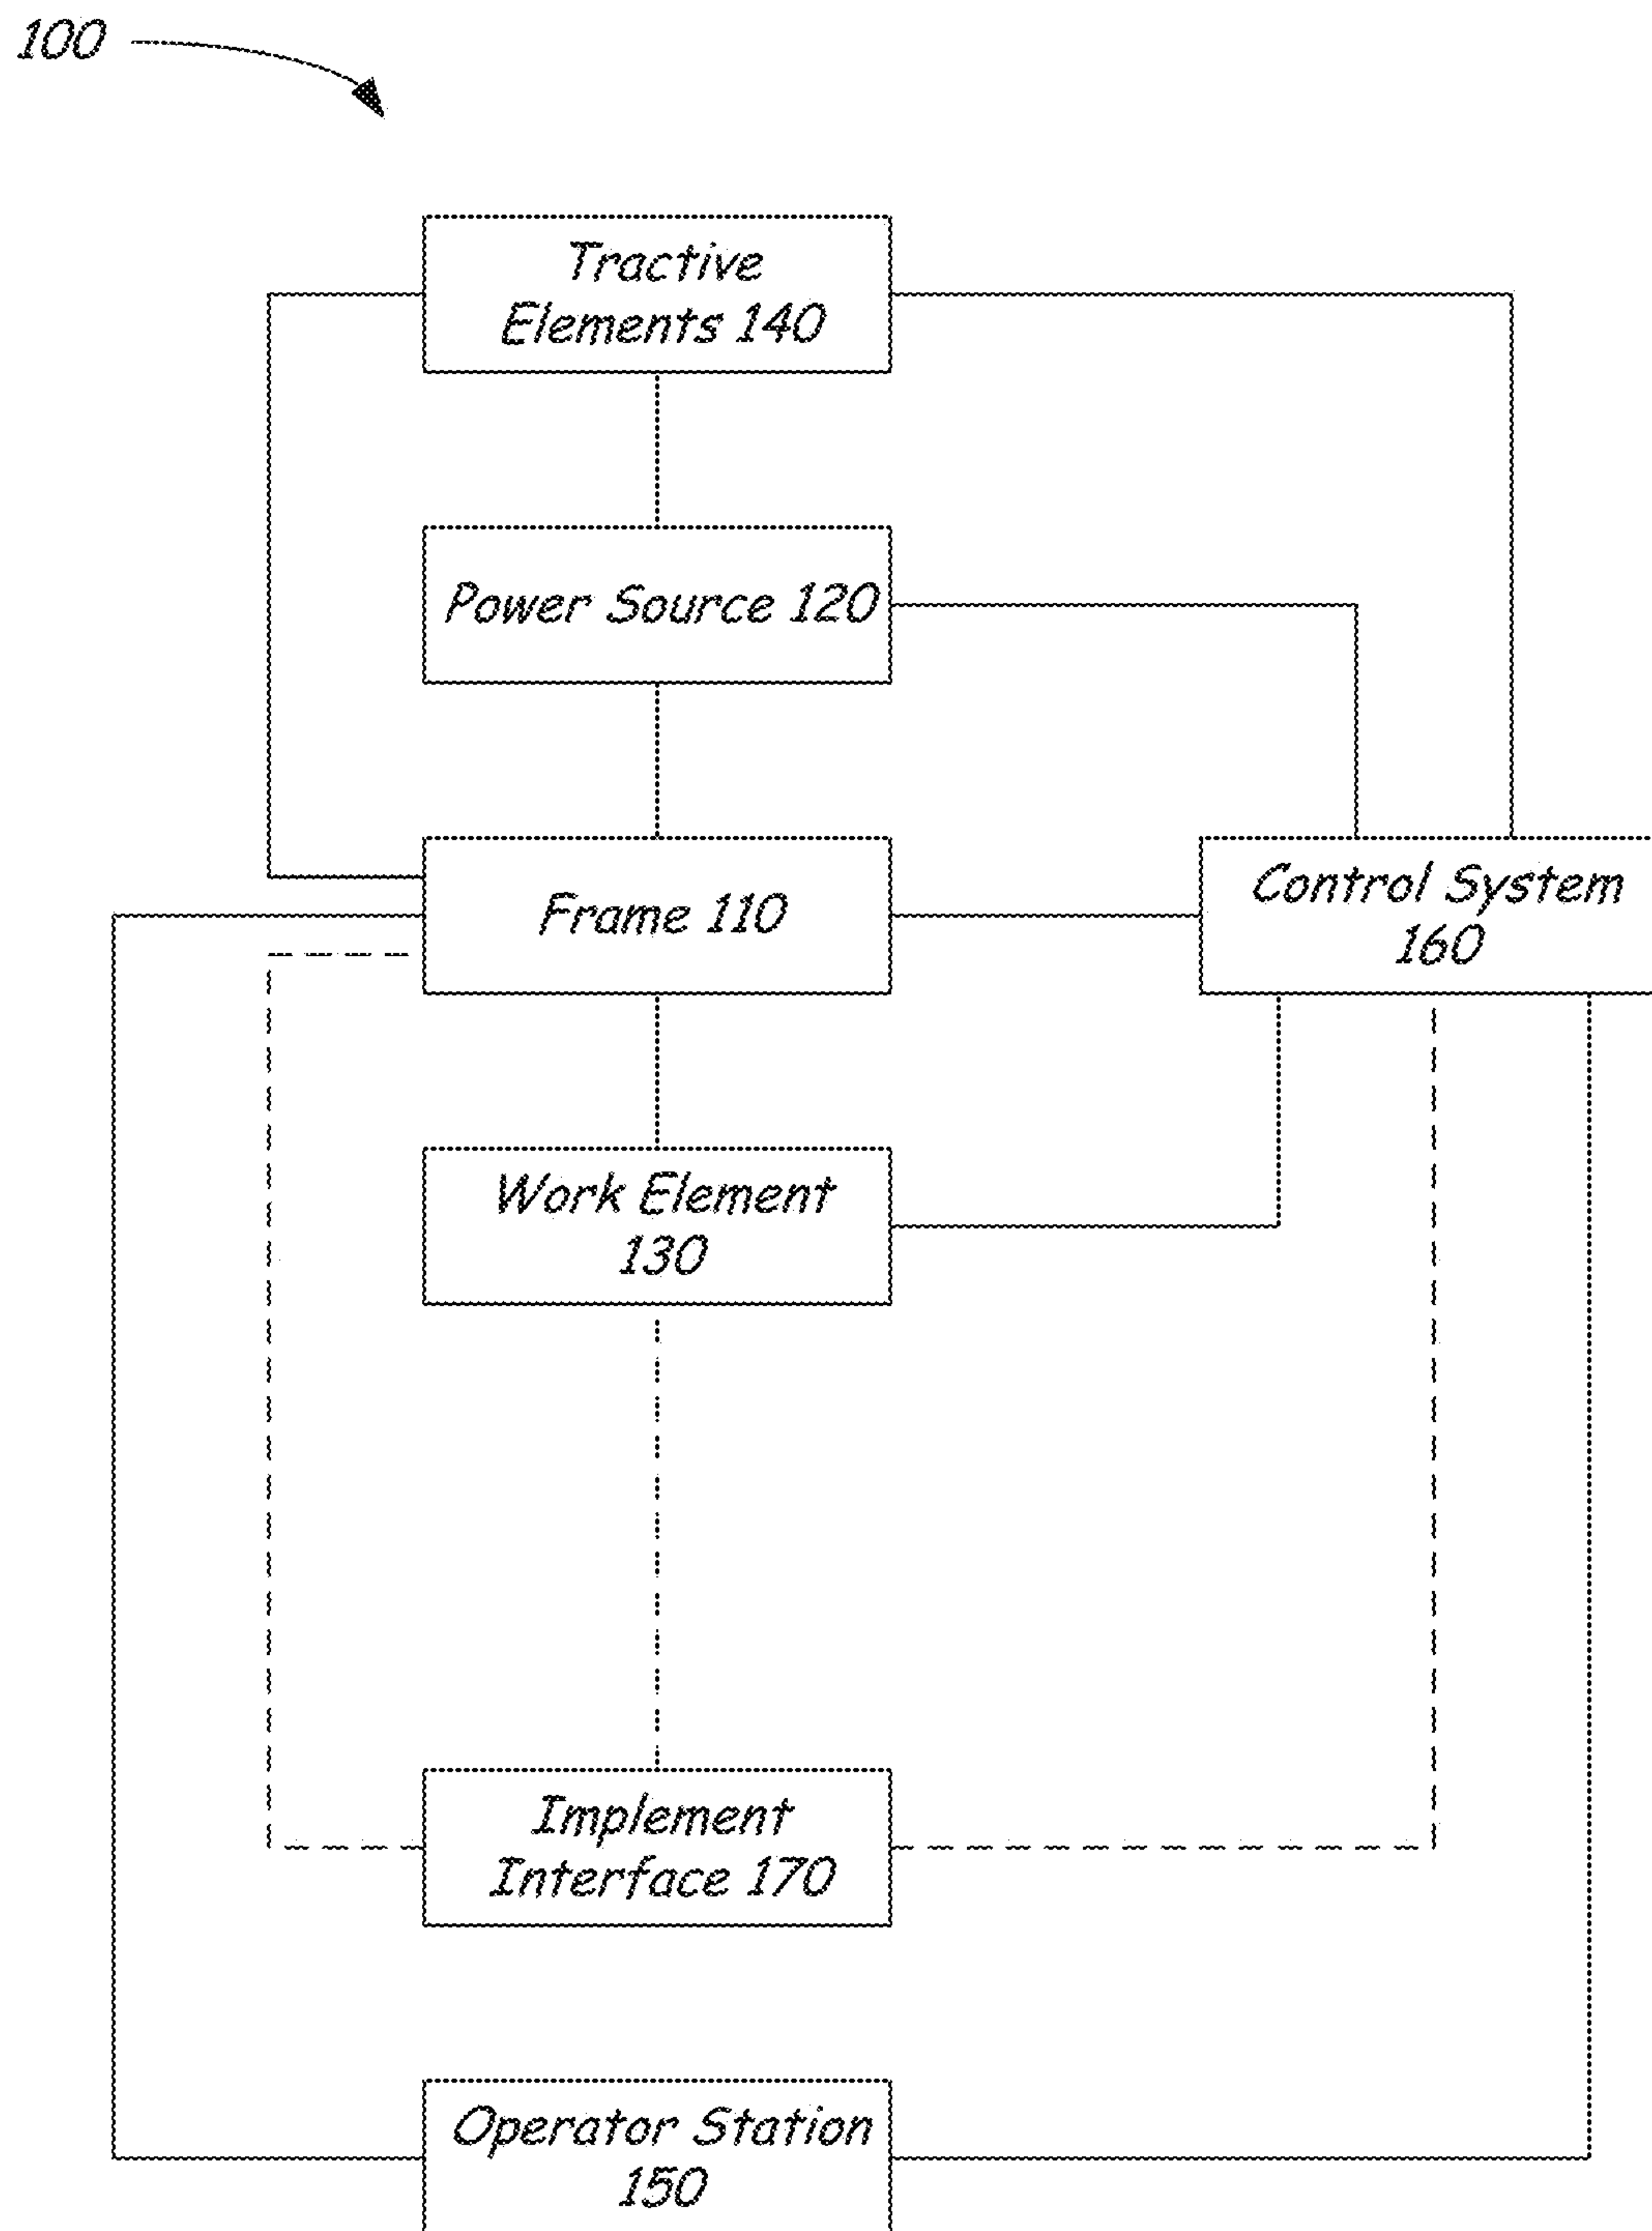 100
Tractive
Elements 140
Power Source 120
Frame 110
Control System
160
Work Element
130
Implement
Interface 170
Operator Station
150